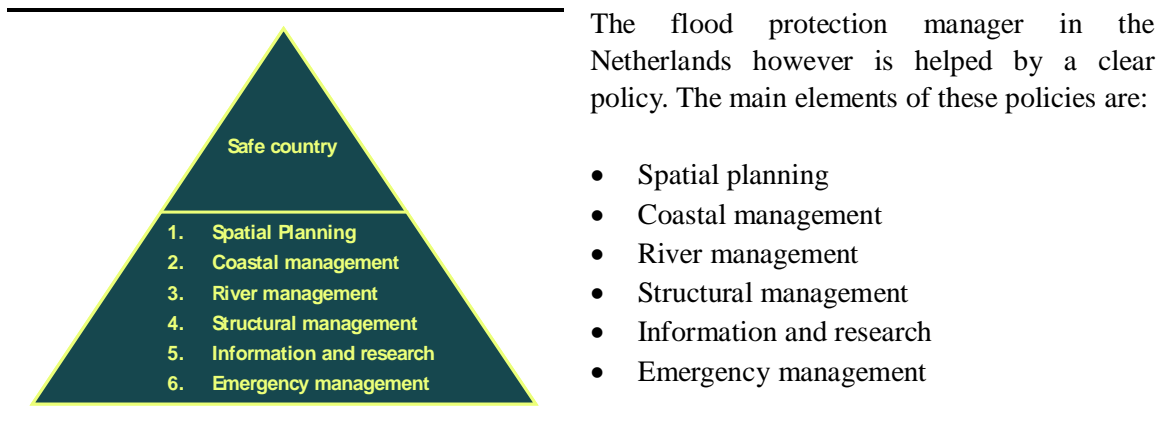 Safe country
1. Spatial Planning
2. Coastal management
3. River management
4. Structural management
5. Information and research
6. Emergency management
The flood protection manager in the
Netherlands however is helped by a clear
policy. The main elements of these policies are:
• Spatial planning
• Coastal management
• River management
• Structural management
• Information and research
• Emergency management